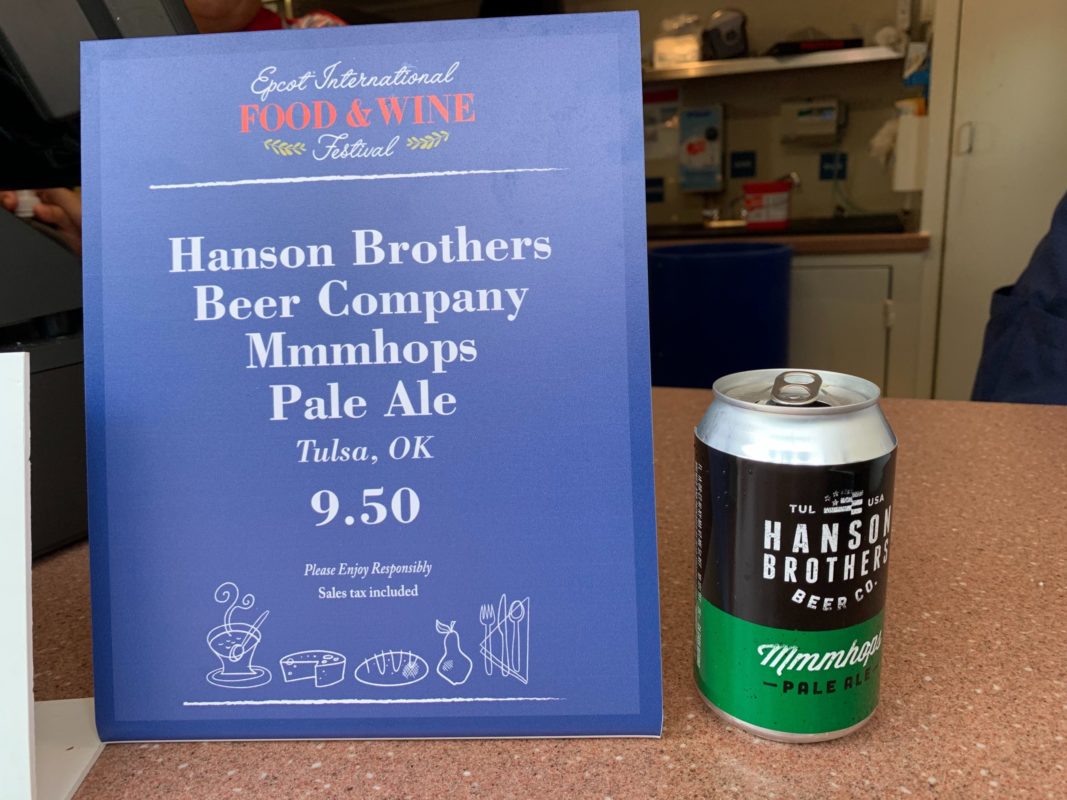 Epcot International
FOOD & WINE
Festival
Hanson Brothers
Beer Company
Mmmhops
Pale Ale
Tulsa, OK
9.50
Please Enjoy Responsibly
Sales tax included
TUL USA
HANSON
BROTHERS
BEER CO.
Mmmhops
PALE ALE